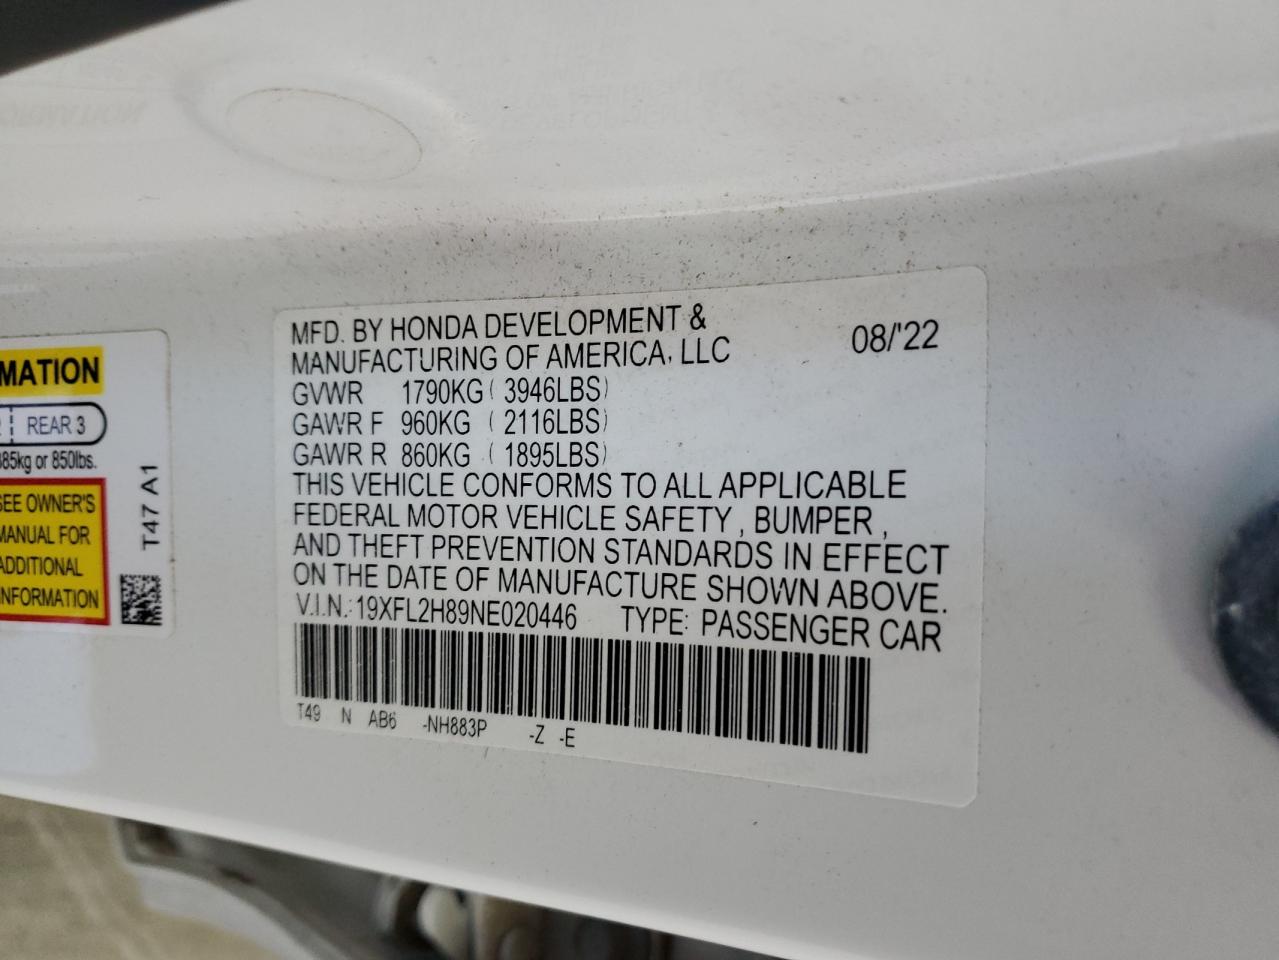 MATION
REAR 3
385kg or 850lbs.
SEE OWNER'S
MANUAL FOR
ADDITIONAL
INFORMATION
T47 A1
MFD. BY HONDA DEVELOPMENT &
MANUFACTURING OF AMERICA, LLC 08/'22
GVWR 1790KG ( 3946LBS)
GAWR F 960KG ( 2116LBS)
GAWR R 860KG ( 1895LBS)
THIS VEHICLE CONFORMS TO ALL APPLICABLE
FEDERAL MOTOR VEHICLE SAFETY , BUMPER ,
AND THEFT PREVENTION STANDARDS IN EFFECT
ON THE DATE OF MANUFACTURE SHOWN ABOVE.
V.I.N.: 19XFL2H89NE020446 TYPE: PASSENGER CAR
T49 N AB6 -NH883P -Z -E